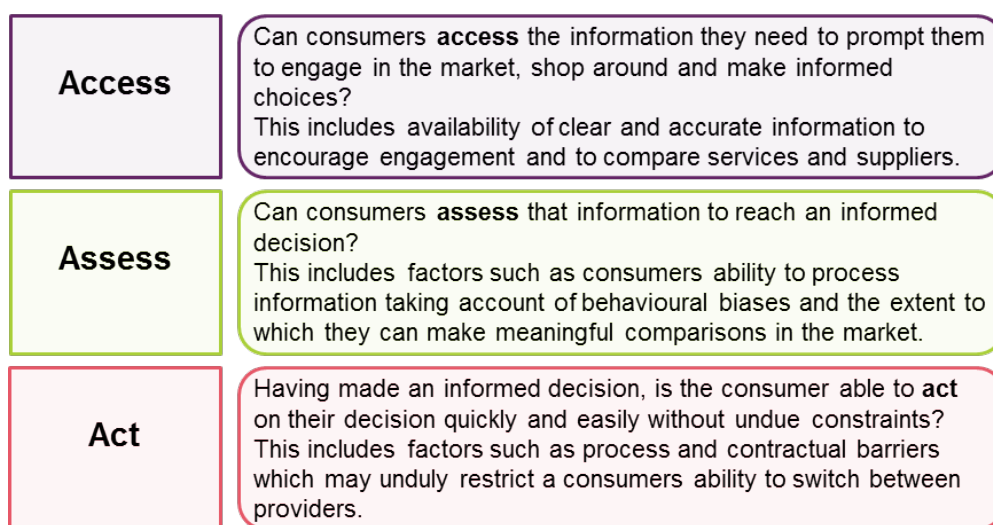 Access
Can consumers access the information they need to prompt them
to engage in the market, shop around and make informed
choices?
This includes availability of clear and accurate information to
encourage engagement and to compare services and suppliers.
Assess
Can consumers assess that information to reach an informed
decision?
This includes factors such as consumers ability to process
information taking account of behavioural biases and the extent to
which they can make meaningful comparisons in the market.
Act
Having made an informed decision, is the consumer able to act
on their decision quickly and easily without undue constraints?
This includes factors such as process and contractual barriers
which may unduly restrict a consumers ability to switch between
providers.